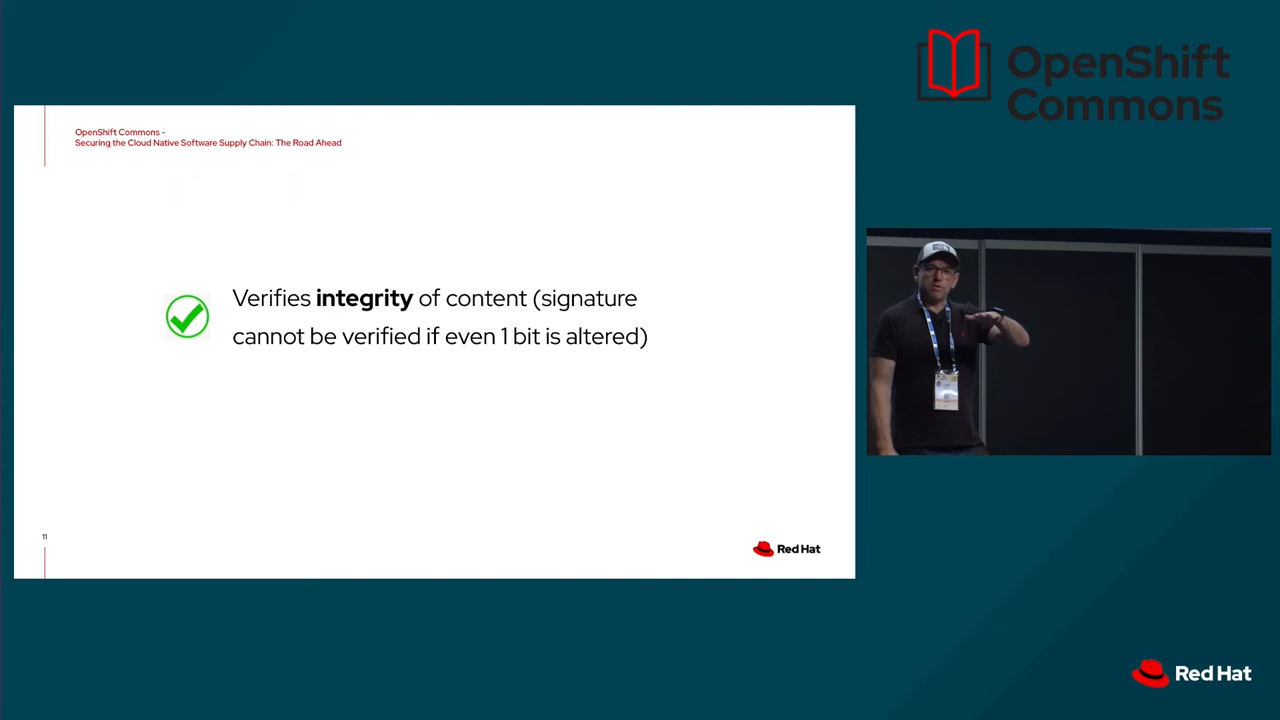 OpenShift
Commons
OpenShift Commons -
Securing the Cloud Native Software Supply Chain: The Road Ahead
Verifies integrity of content (signature
cannot be verified if even 1 bit is altered)
11
Red Hat
Red Hat